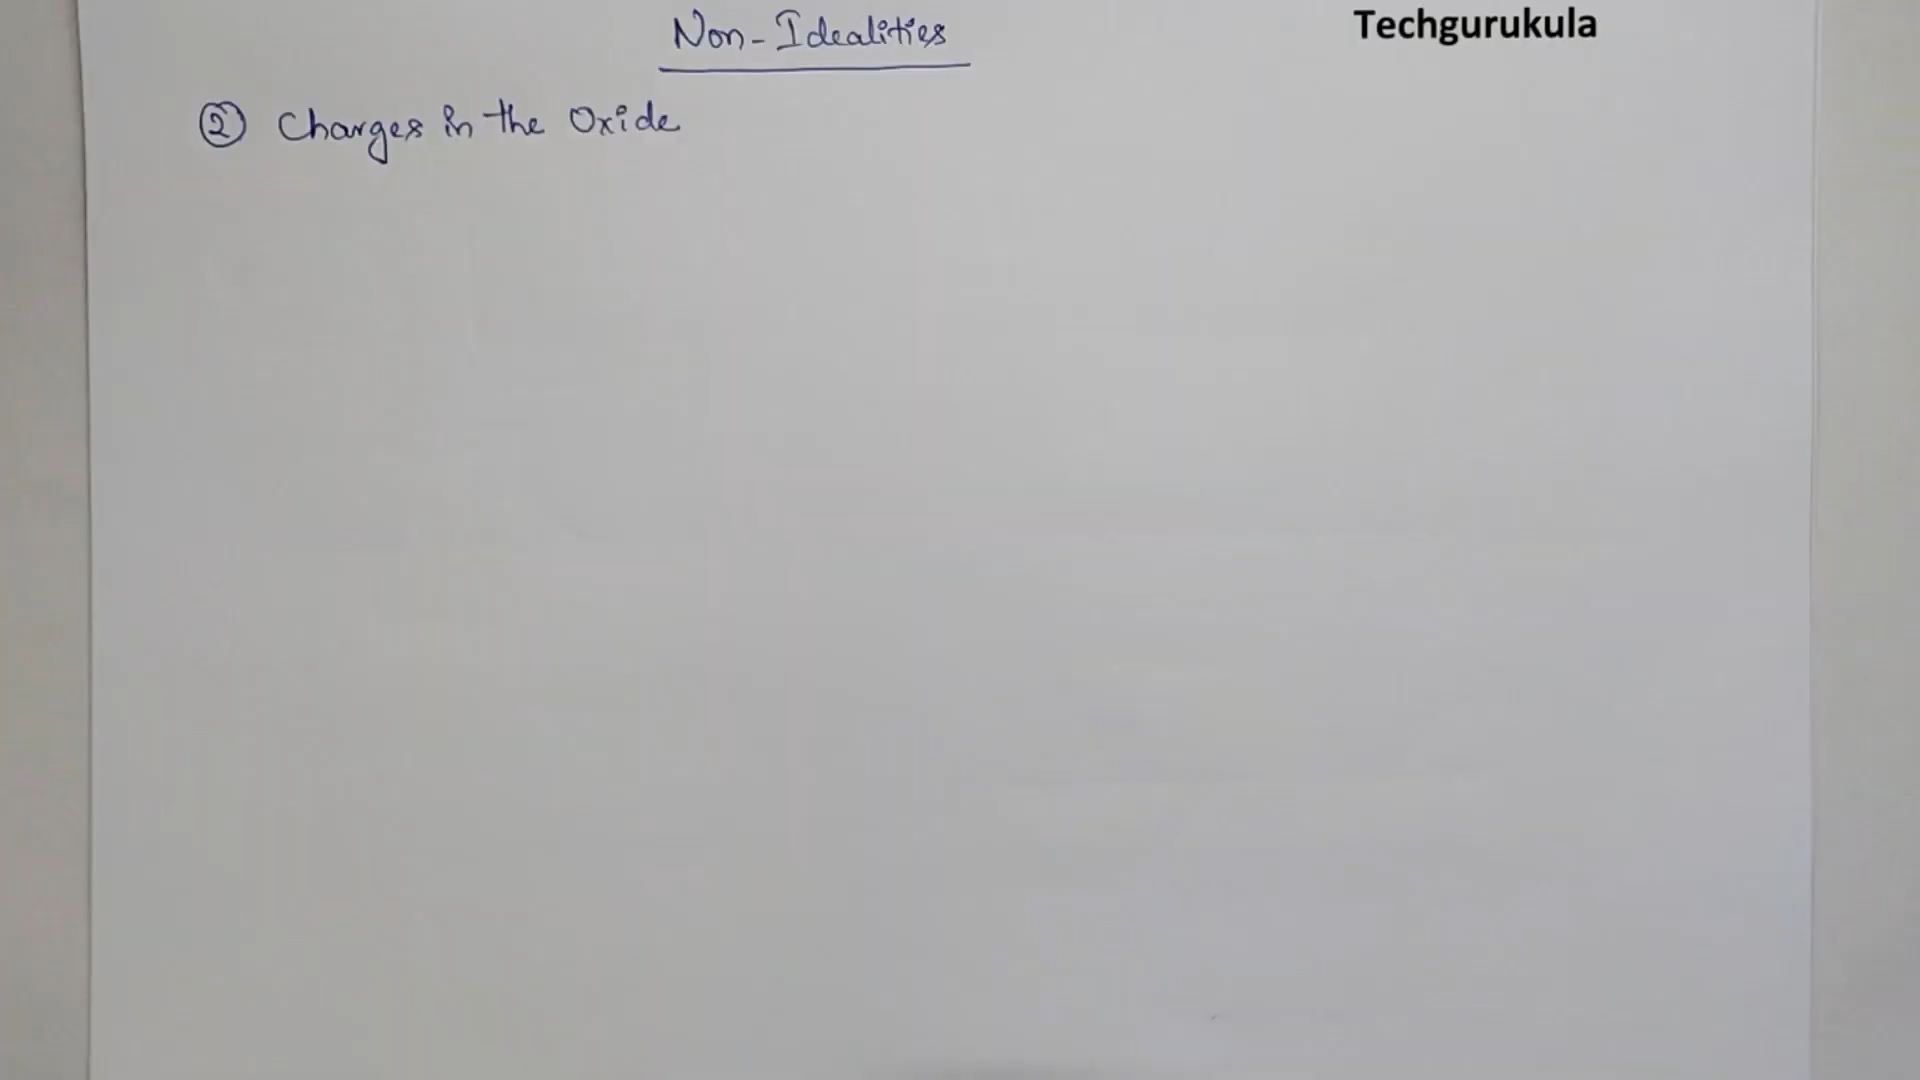 Non-Idealities
Techgurukula
② Charges in the Oxide